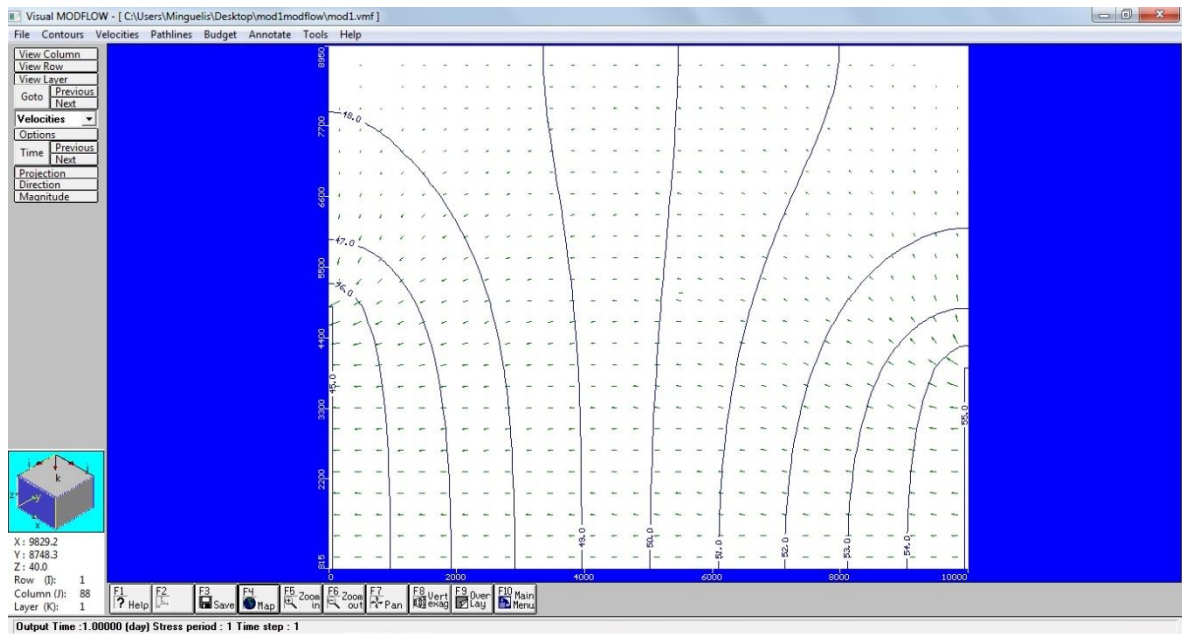 Visual MODFLOW - [ C:\Users\Minguelis\Desktop\mod1modflow\mod1.vmf ]
File Contours Velocities Pathlines Budget Annotate Tools Help
View Column
View Row
View Layer
Goto Previous
Next
Velocities
Options
Time Previous
Next
Projection
Direction
Magnitude
8950
7700
6600
5500
4400
3300
2200
815
48.0
47.0
46.0
45.0
49.0
50.0
51.0
52.0
53.0
54.0
55.0
0 2000 4000 6000 8000 10000
k
y
x
X : 9829.2
Y : 8748.3
Z : 40.0
Row (I): 1
Column (J): 88
Layer (K): 1
F1 ? Help
F2
F3 Save
F4 Map
F5 Zoom in
F6 Zoom out
F7 Pan
F8 Vert exag
F9 Over Lay
F10 Main Menu
Output Time :1.00000 (day) Stress period : 1 Time step : 1